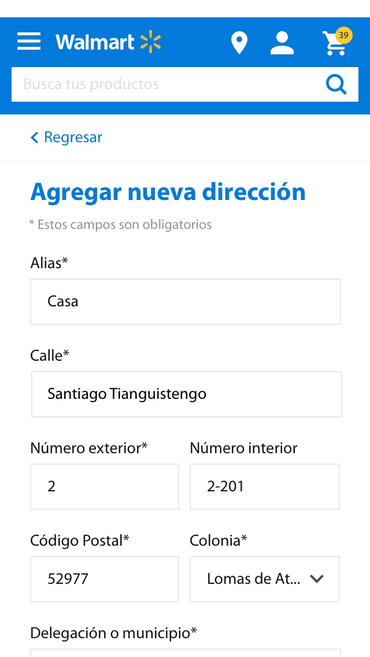 Walmart
39
Busca tus productos
Regresar
Agregar nueva dirección
* Estos campos son obligatorios
Alias*
Casa
Calle*
Santiago Tianguistengo
Número exterior* Número interior
2 2-201
Código Postal* Colonia*
52977 Lomas de At...
Delegación o municipio*